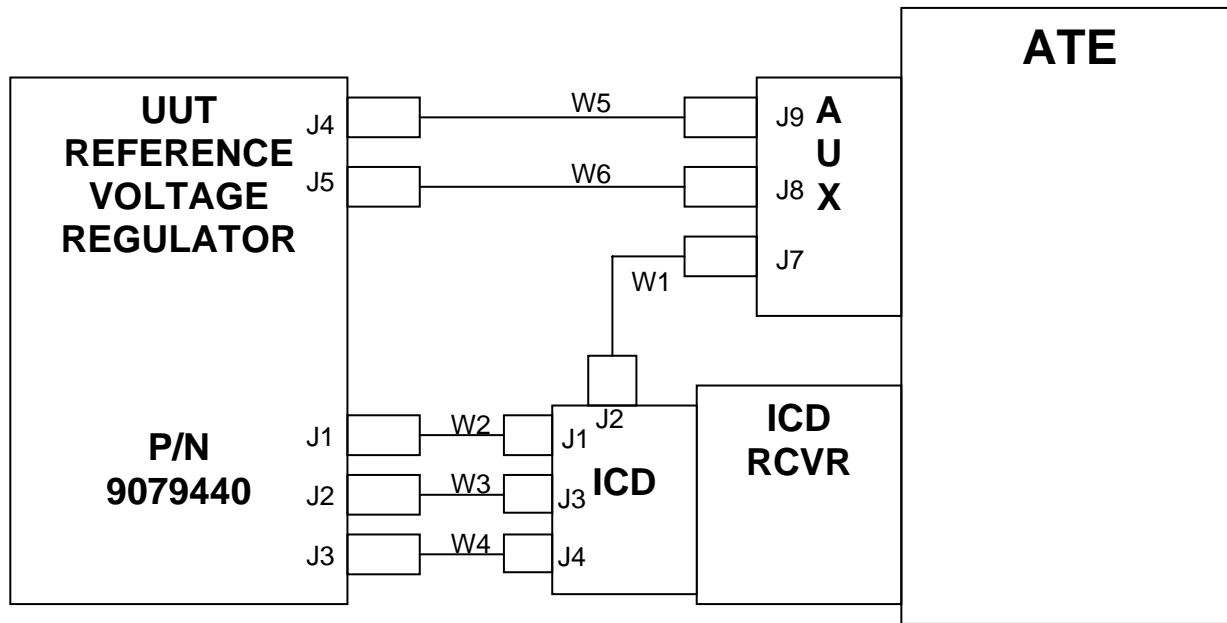 ATE
UUT
REFERENCE
VOLTAGE
REGULATOR
J4
J5
W5
W6
J9
J8
J7
A
U
X
W1
P/N
9079440
J1
J2
J3
W2
W3
W4
J2
J1
J3
J4
ICD
ICD
RCVR